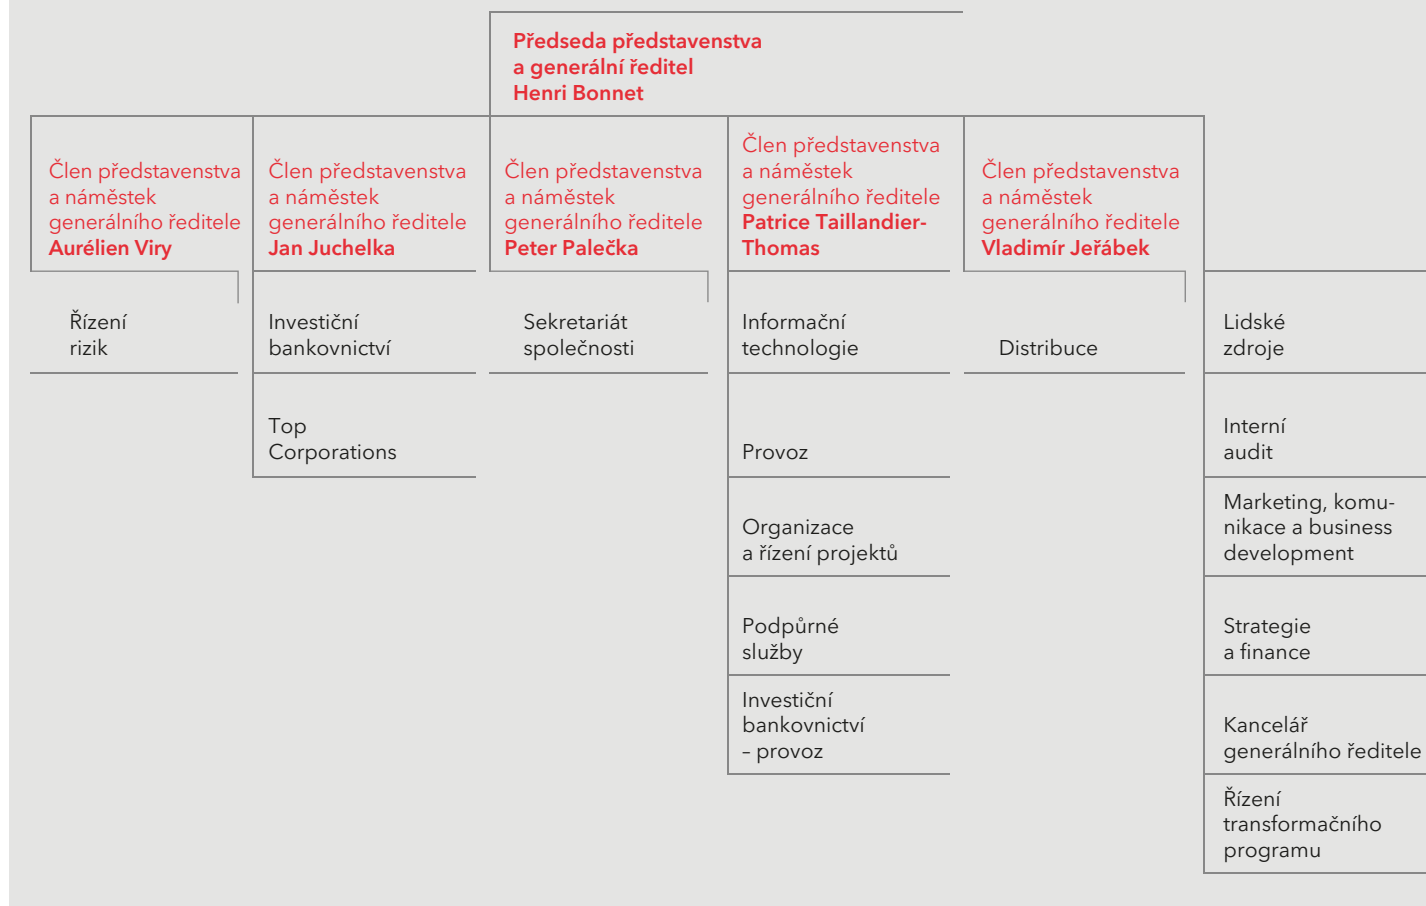 Předseda představenstva
a generální ředitel
Henri Bonnet
Člen představenstva
a náměstek
generálního ředitele
Aurélien Viry
Řízení
rizik
Člen představenstva
a náměstek
generálního ředitele
Jan Juchelka
Investiční
bankovnictví
Top
Corporations
Člen představenstva
a náměstek
generálního ředitele
Peter Palečka
Sekretariát
společnosti
Člen představenstva
a náměstek
generálního ředitele
Patrice Taillandier-
Thomas
Informační
technologie
Provoz
Organizace
a řízení projektů
Podpůrné
služby
Investiční
bankovnictví
– provoz
Člen představenstva
a náměstek
generálního ředitele
Vladimír Jeřábek
Distribuce
Lidské
zdroje
Interní
audit
Marketing, komu-
nikace a business
development
Strategie
a finance
Kancelář
generálního ředitele
Řízení
transformačního
programu